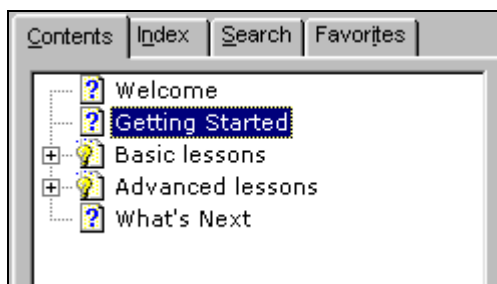 Contents Index Search Favorites
Welcome
Getting Started
Basic lessons
Advanced lessons
What's Next